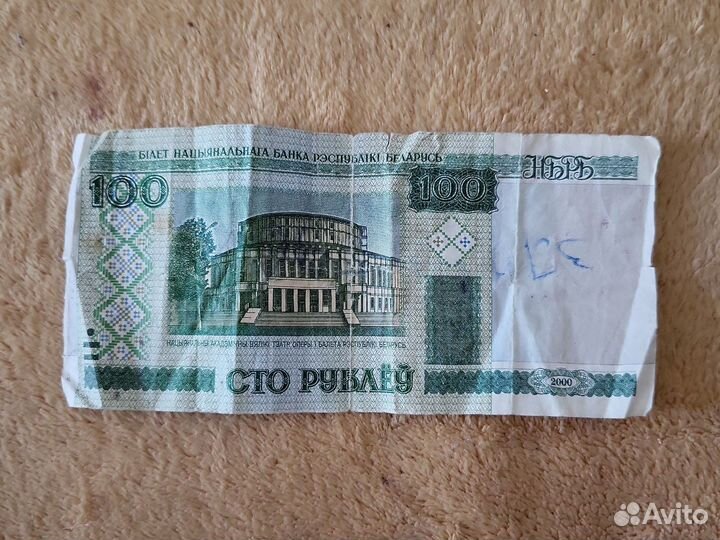 БІЛЕТ НАЦЫЯНАЛЬНАГА БАНКА РЭСПУБЛІКІ БЕЛАРУСЬ
НБРБ
100
100
НАЦЫЯНАЛЬНЫ АКАДЭМІЧНЫ ВЯЛІКІ ТЭАТР ОПЕРЫ І БАЛЕТА РЭСПУБЛІКІ БЕЛАРУСЬ
СТО РУБЛЁЎ
2000
Avito